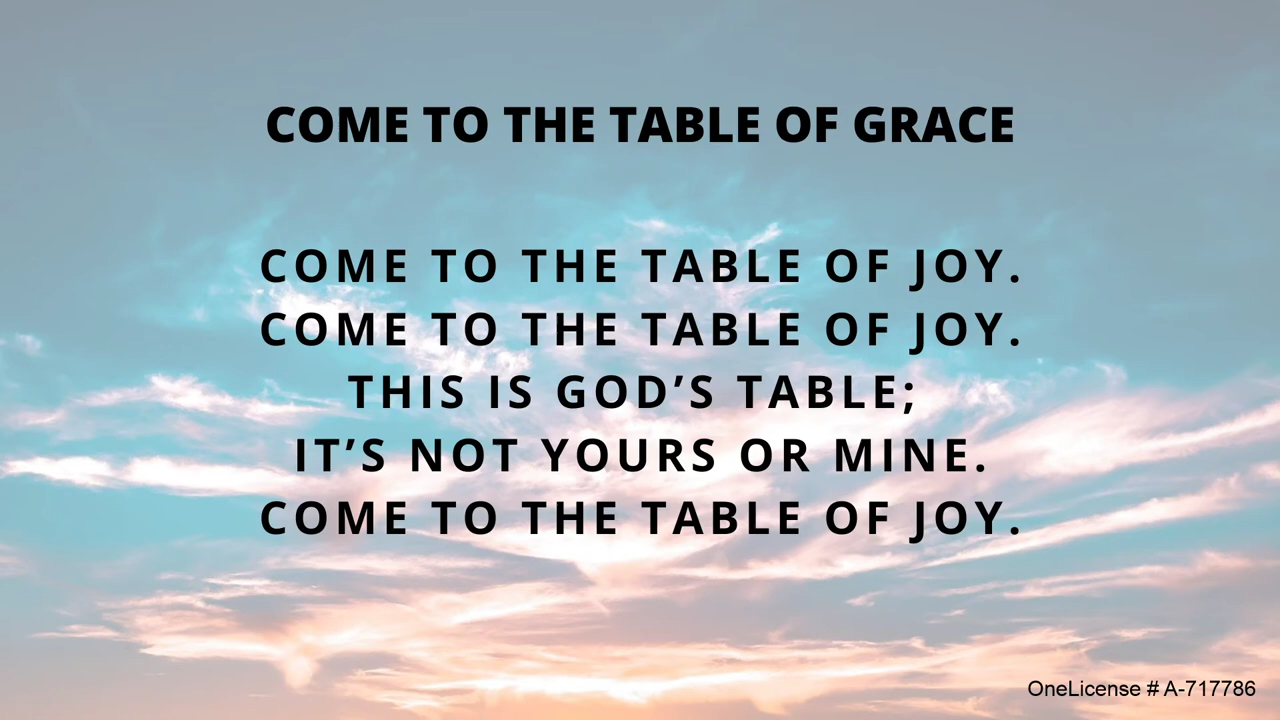 COME TO THE TABLE OF GRACE
COME TO THE TABLE OF JOY.
COME TO THE TABLE OF JOY.
THIS IS GOD’S TABLE;
IT’S NOT YOURS OR MINE.
COME TO THE TABLE OF JOY.
OneLicense # A-717786